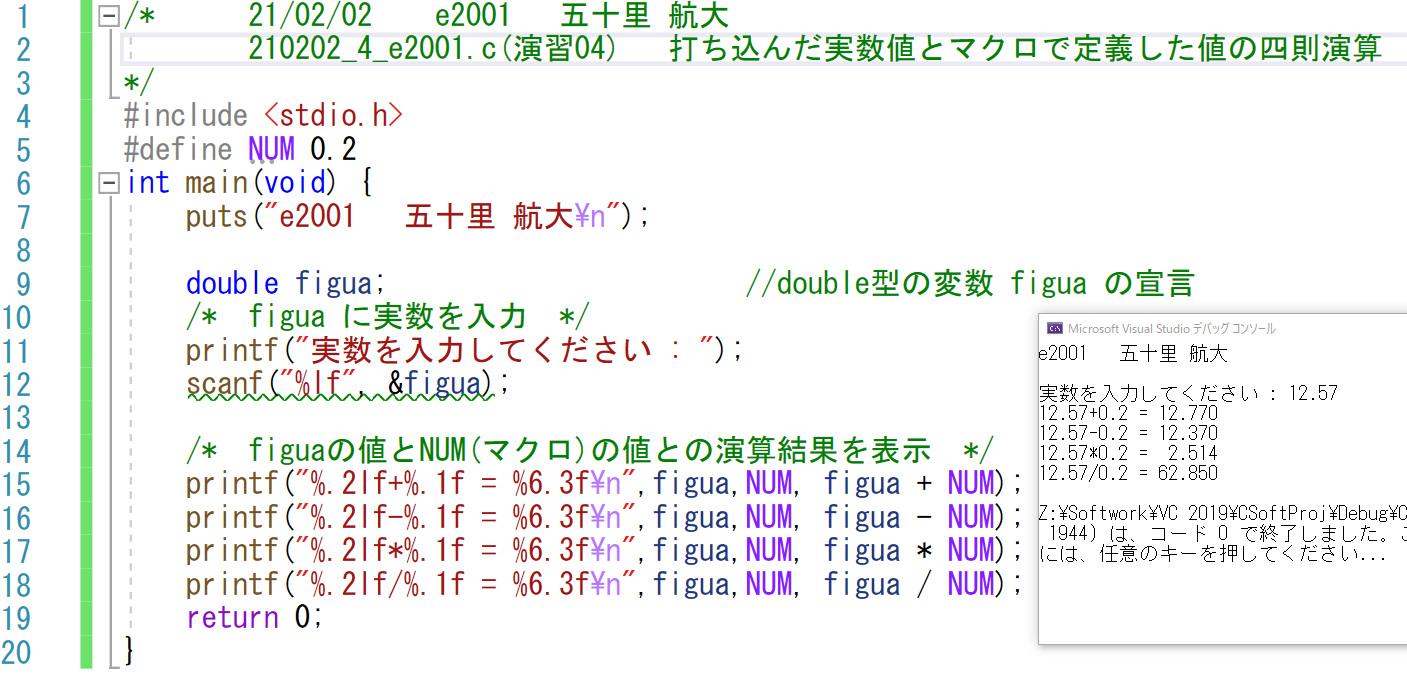 1 /*      21/02/02    e2001   五十里 航大
2         210202_4_e2001.c(演習04)   打ち込んだ実数値とマクロで定義した値の四則演算
3 */
4 #include <stdio.h>
5 #define NUM 0.2
6 int main(void) {
7     puts("e2001   五十里 航大¥n");
8
9     double figua;                       //double型の変数 figua の宣言
10     /*  figua に実数を入力  */
11     printf("実数を入力してください : ");
12     scanf("%lf", &figua);
13
14     /*  figuaの値とNUM(マクロ)の値との演算結果を表示  */
15     printf("%.2lf+%.1f = %6.3f¥n",figua,NUM, figua + NUM);
16     printf("%.2lf-%.1f = %6.3f¥n",figua,NUM, figua - NUM);
17     printf("%.2lf*%.1f = %6.3f¥n",figua,NUM, figua * NUM);
18     printf("%.2lf/%.1f = %6.3f¥n",figua,NUM, figua / NUM);
19     return 0;
20 }
Microsoft Visual Studio デバッグ コンソール
e2001   五十里 航大
実数を入力してください : 12.57
12.57+0.2 = 12.770
12.57-0.2 = 12.370
12.57*0.2 =  2.514
12.57/0.2 = 62.850
Z:¥Softwork¥VC 2019¥CSoftProj¥Debug¥C
1944) は、コード 0 で終了しました。
には、任意のキーを押してください...